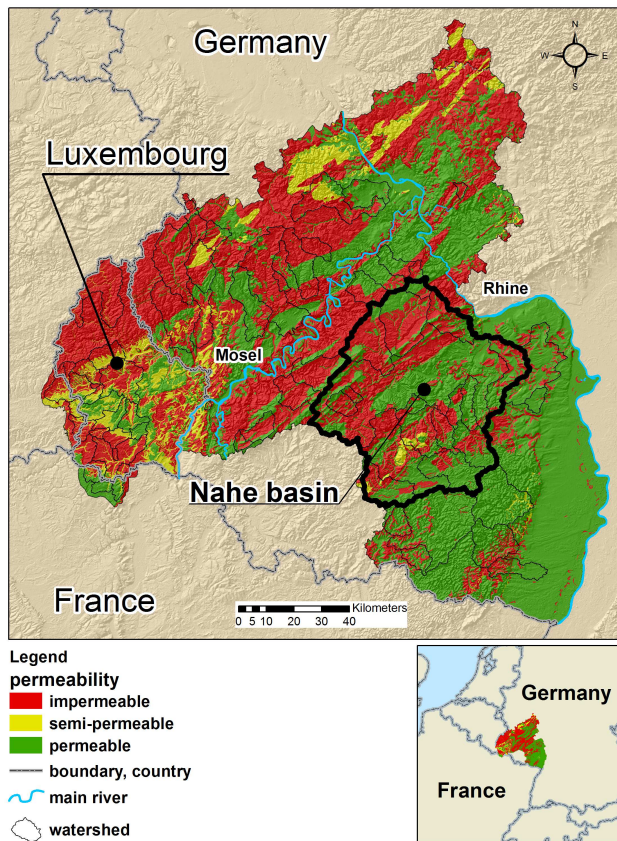 Germany
N
W
E
S
Luxembourg
Rhine
Mosel
Nahe basin
France
Kilometers
0 5 10 20 30 40
Legend
permeability
impermeable
semi-permeable
permeable
boundary, country
main river
watershed
Germany
France